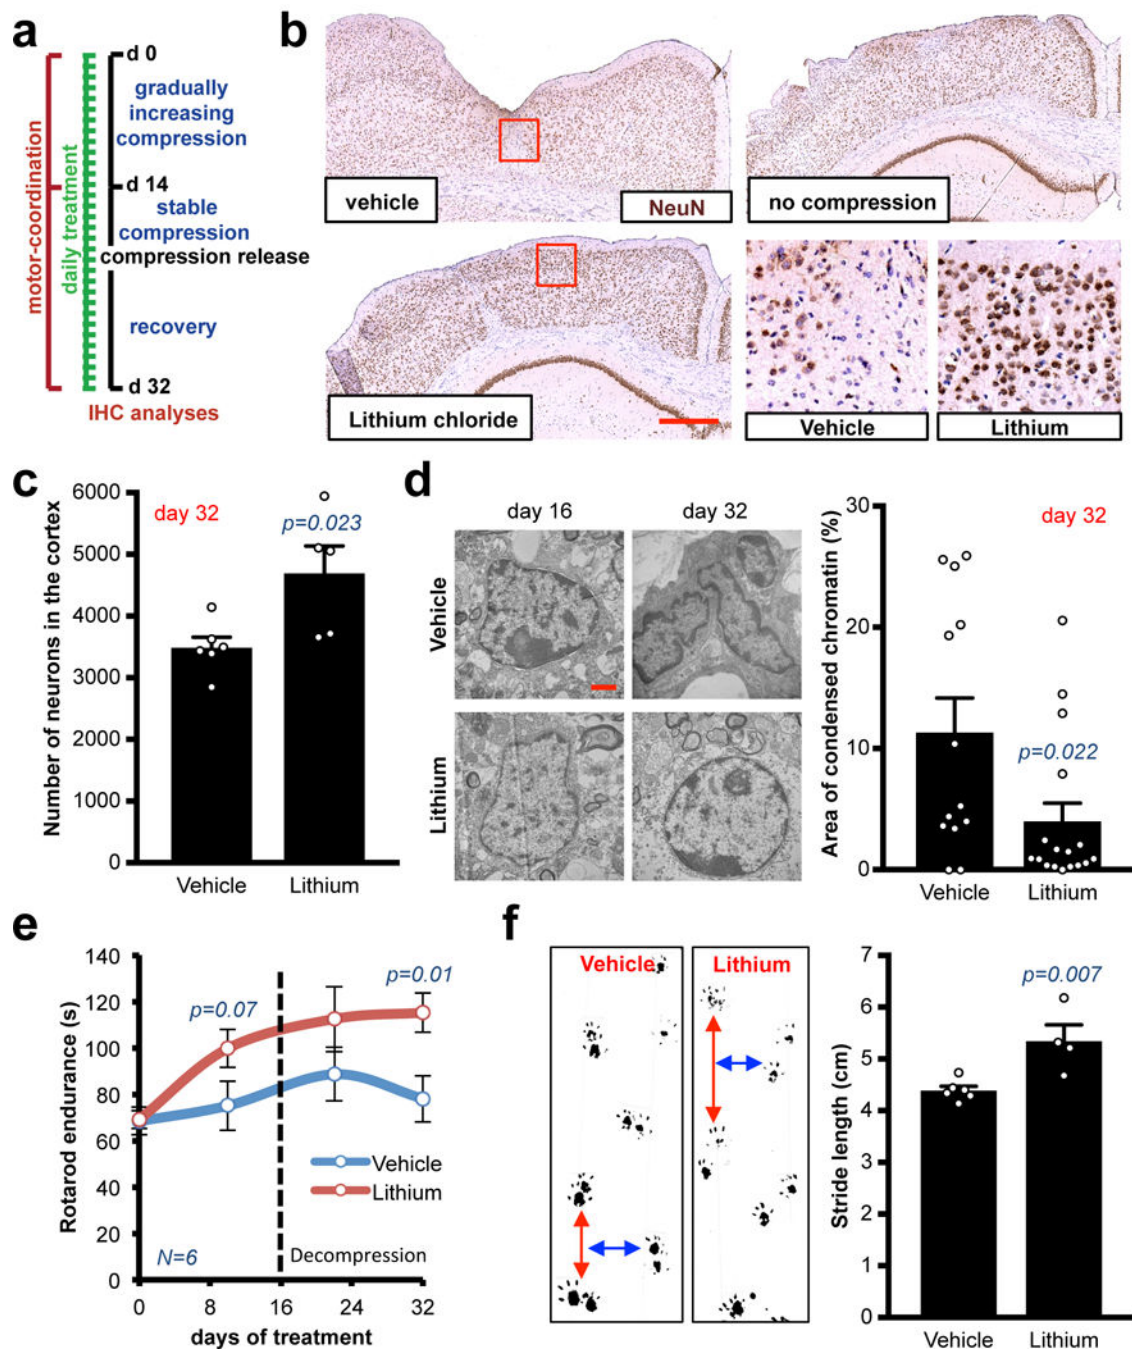 a
d 0
gradually
increasing
compression
d 14
stable
compression
compression release
recovery
d 32
motor-coordination
daily treatment
IHC analyses
b
vehicle
NeuN
no compression
Lithium chloride
Vehicle
Lithium
c
Number of neurons in the cortex
6000
5000
4000
3000
2000
1000
0
day 32
p=0.023
Vehicle
Lithium
d
day 16
day 32
Vehicle
Lithium
Area of condensed chromatin (%)
30
20
10
0
day 32
p=0.022
Vehicle
Lithium
e
Rotarod endurance (s)
140
120
100
80
60
40
20
0
p=0.07
p=0.01
Vehicle
Lithium
N=6
Decompression
0
8
16
24
32
days of treatment
f
Vehicle
Lithium
Stride length (cm)
7
6
5
4
3
2
1
0
p=0.007
Vehicle
Lithium